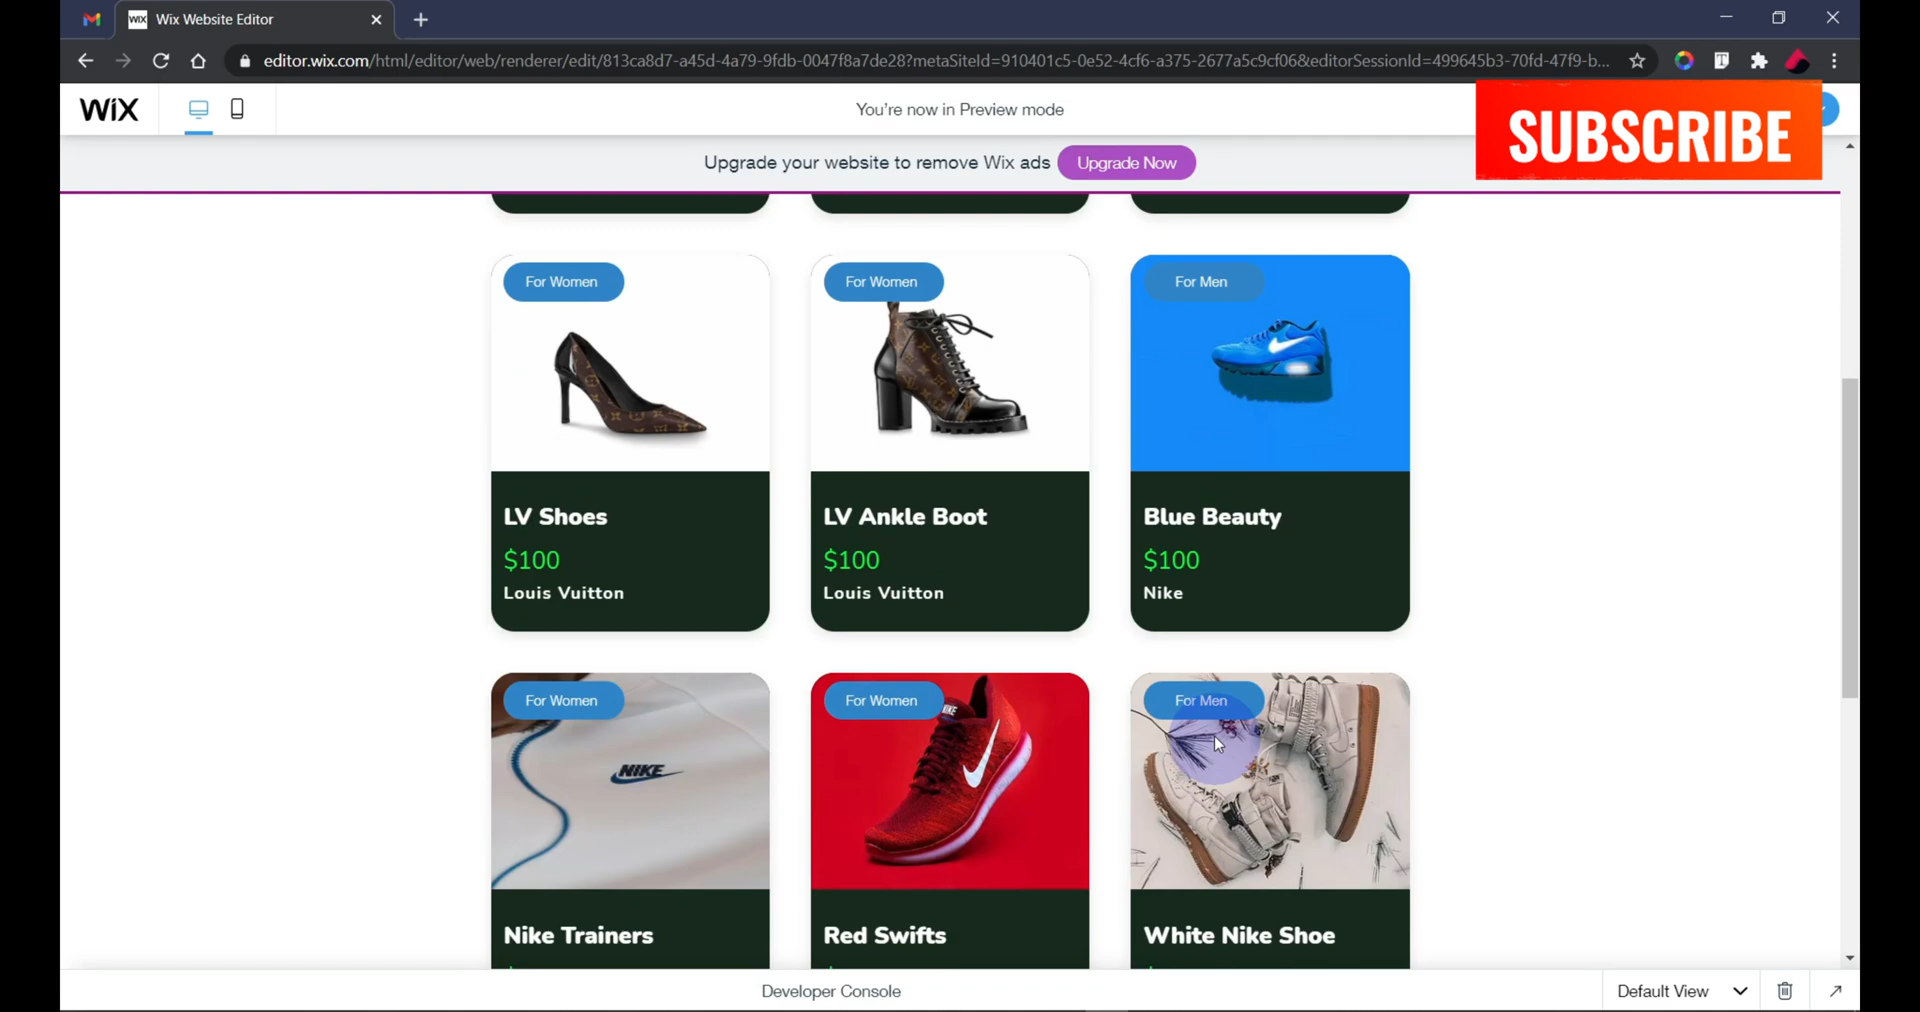 WiX Wix Website Editor
editor.wix.com/html/editor/web/renderer/edit/813ca8d7-a45d-4a79-9fdb-0047f8a7de28?metaSiteId=910401c5-0e52-4cf6-a375-2677a5c9cf06&editorSessionId=499645b3-70fd-47f9-b...
WiX
You're now in Preview mode
SUBSCRIBE
Upgrade your website to remove Wix ads Upgrade Now
For Women
For Women
For Men
LV Shoes
$100
Louis Vuitton
LV Ankle Boot
$100
Louis Vuitton
Blue Beauty
$100
Nike
For Women
NIKE
For Women
NIKE
For Men
Nike Trainers
Red Swifts
White Nike Shoe
Developer Console
Default View